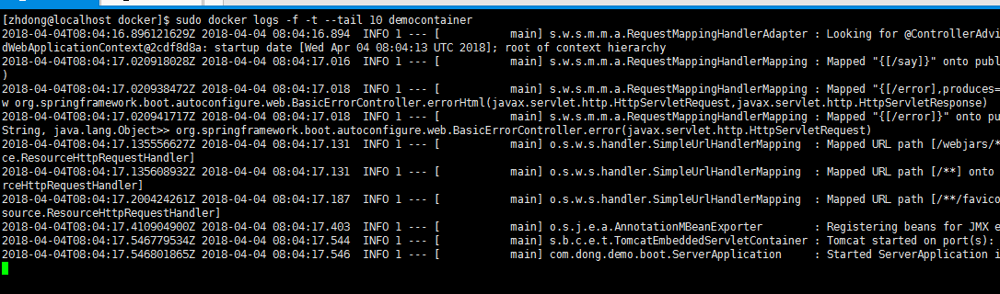 [zhdong@localhost docker]$ sudo docker logs -f -t --tail 10 democontainer
2018-04-04T08:04:16.896121629Z 2018-04-04 08:04:16.894  INFO 1 --- [           main] s.w.s.m.m.a.RequestMappingHandlerAdapter : Looking for @ControllerAdvi
dWebApplicationContext@2cdf8d8a: startup date [Wed Apr 04 08:04:13 UTC 2018]; root of context hierarchy
2018-04-04T08:04:17.020918028Z 2018-04-04 08:04:17.016  INFO 1 --- [           main] s.w.s.m.m.a.RequestMappingHandlerMapping : Mapped "{[/say]}" onto publ
)
2018-04-04T08:04:17.020938472Z 2018-04-04 08:04:17.018  INFO 1 --- [           main] s.w.s.m.m.a.RequestMappingHandlerMapping : Mapped "{[/error],produces=
w org.springframework.boot.autoconfigure.web.BasicErrorController.errorHtml(javax.servlet.http.HttpServletRequest,javax.servlet.http.HttpServletResponse)
2018-04-04T08:04:17.020941717Z 2018-04-04 08:04:17.018  INFO 1 --- [           main] s.w.s.m.m.a.RequestMappingHandlerMapping : Mapped "{[/error]}" onto pu
String, java.lang.Object>> org.springframework.boot.autoconfigure.web.BasicErrorController.error(javax.servlet.http.HttpServletRequest)
2018-04-04T08:04:17.135556627Z 2018-04-04 08:04:17.131  INFO 1 --- [           main] o.s.w.s.handler.SimpleUrlHandlerMapping  : Mapped URL path [/webjars/*
ce.ResourceHttpRequestHandler]
2018-04-04T08:04:17.135608932Z 2018-04-04 08:04:17.131  INFO 1 --- [           main] o.s.w.s.handler.SimpleUrlHandlerMapping  : Mapped URL path [/**] onto
rceHttpRequestHandler]
2018-04-04T08:04:17.200424261Z 2018-04-04 08:04:17.187  INFO 1 --- [           main] o.s.w.s.handler.SimpleUrlHandlerMapping  : Mapped URL path [/**/favico
source.ResourceHttpRequestHandler]
2018-04-04T08:04:17.410904900Z 2018-04-04 08:04:17.403  INFO 1 --- [           main] o.s.j.e.a.AnnotationMBeanExporter        : Registering beans for JMX e
2018-04-04T08:04:17.546779534Z 2018-04-04 08:04:17.544  INFO 1 --- [           main] s.b.c.e.t.TomcatEmbeddedServletContainer : Tomcat started on port(s):
2018-04-04T08:04:17.546801865Z 2018-04-04 08:04:17.546  INFO 1 --- [           main] com.dong.demo.boot.ServerApplication     : Started ServerApplication i